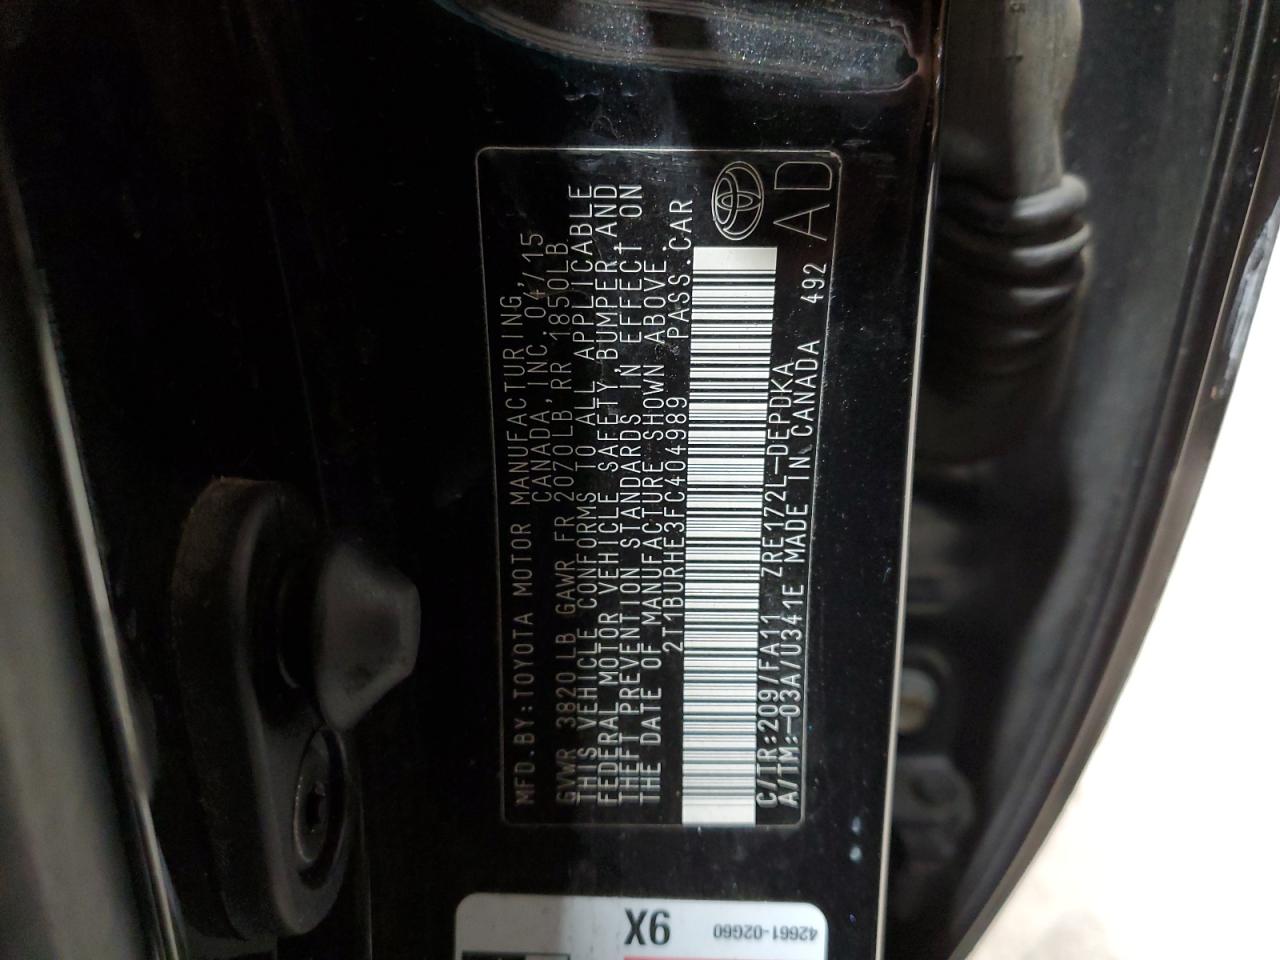 MFD.BY:TOYOTA MOTOR MANUFACTURING,
CANADA,INC. 04/15
GVWR 3820LB GAWR FR 2070LB,RR 1850LB
THIS VEHICLE CONFORMS TO ALL APPLICABLE
FEDERAL MOTOR VEHICLE SAFETY,BUMPER,AND
THEFT PREVENTION STANDARDS IN EFFECT ON
THE DATE OF MANUFACTURE SHOWN ABOVE.
2T1BURHE3FC404989 PASS.CAR
C/TR:209/FA11 ZRE172L-DEPDKA
A/TM:-03A/U341E MADE IN CANADA 492
AD
9X
42661-02G60